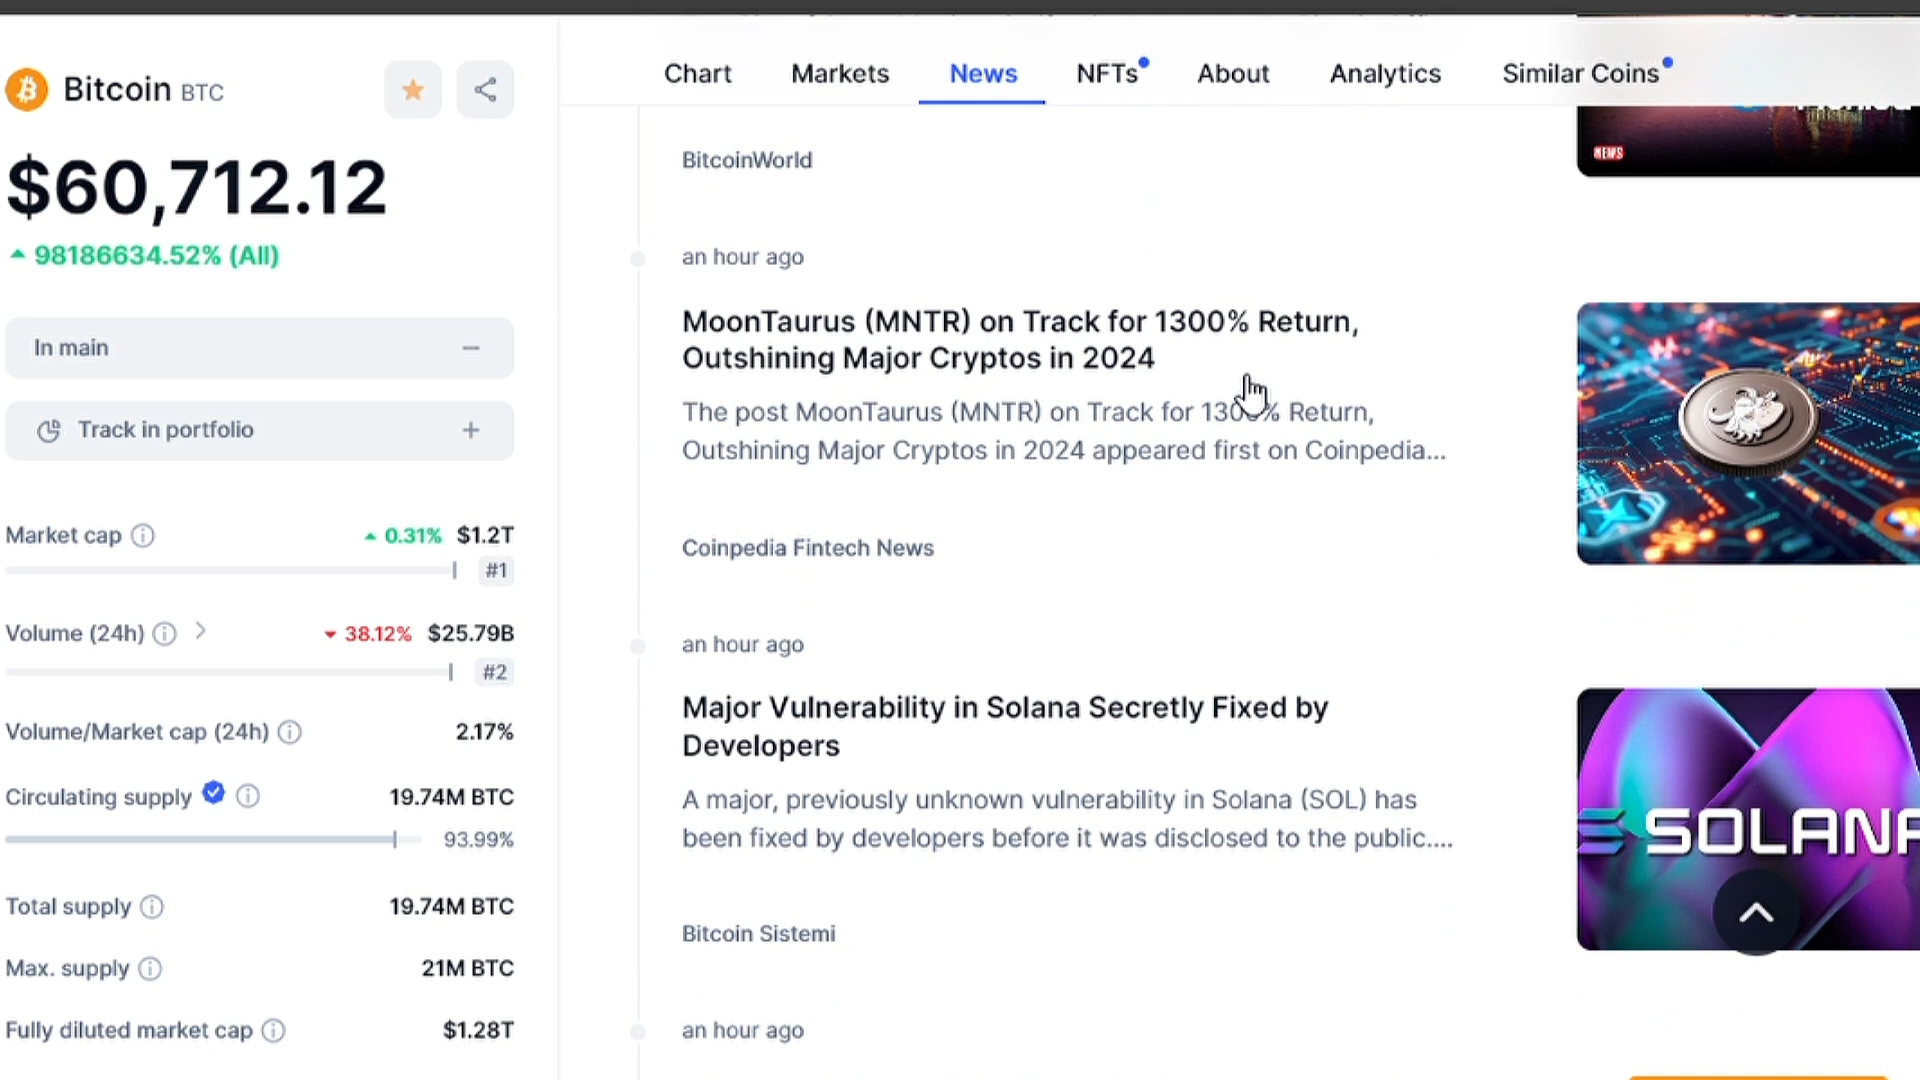 Bitcoin BTC
$60,712.12
98186634.52% (All)
In main
Track in portfolio
Market cap 0.31% $1.2T
#1
Volume (24h) 38.12% $25.79B
#2
Volume/Market cap (24h) 2.17%
Circulating supply 19.74M BTC
93.99%
Total supply 19.74M BTC
Max. supply 21M BTC
Fully diluted market cap $1.28T
Chart Markets News NFTs About Analytics Similar Coins
BitcoinWorld
NEWS
an hour ago
MoonTaurus (MNTR) on Track for 1300% Return,
Outshining Major Cryptos in 2024
The post MoonTaurus (MNTR) on Track for 1300% Return,
Outshining Major Cryptos in 2024 appeared first on Coinpedia...
Coinpedia Fintech News
an hour ago
Major Vulnerability in Solana Secretly Fixed by
Developers
A major, previously unknown vulnerability in Solana (SOL) has
been fixed by developers before it was disclosed to the public....
SOLANA
Bitcoin Sistemi
an hour ago